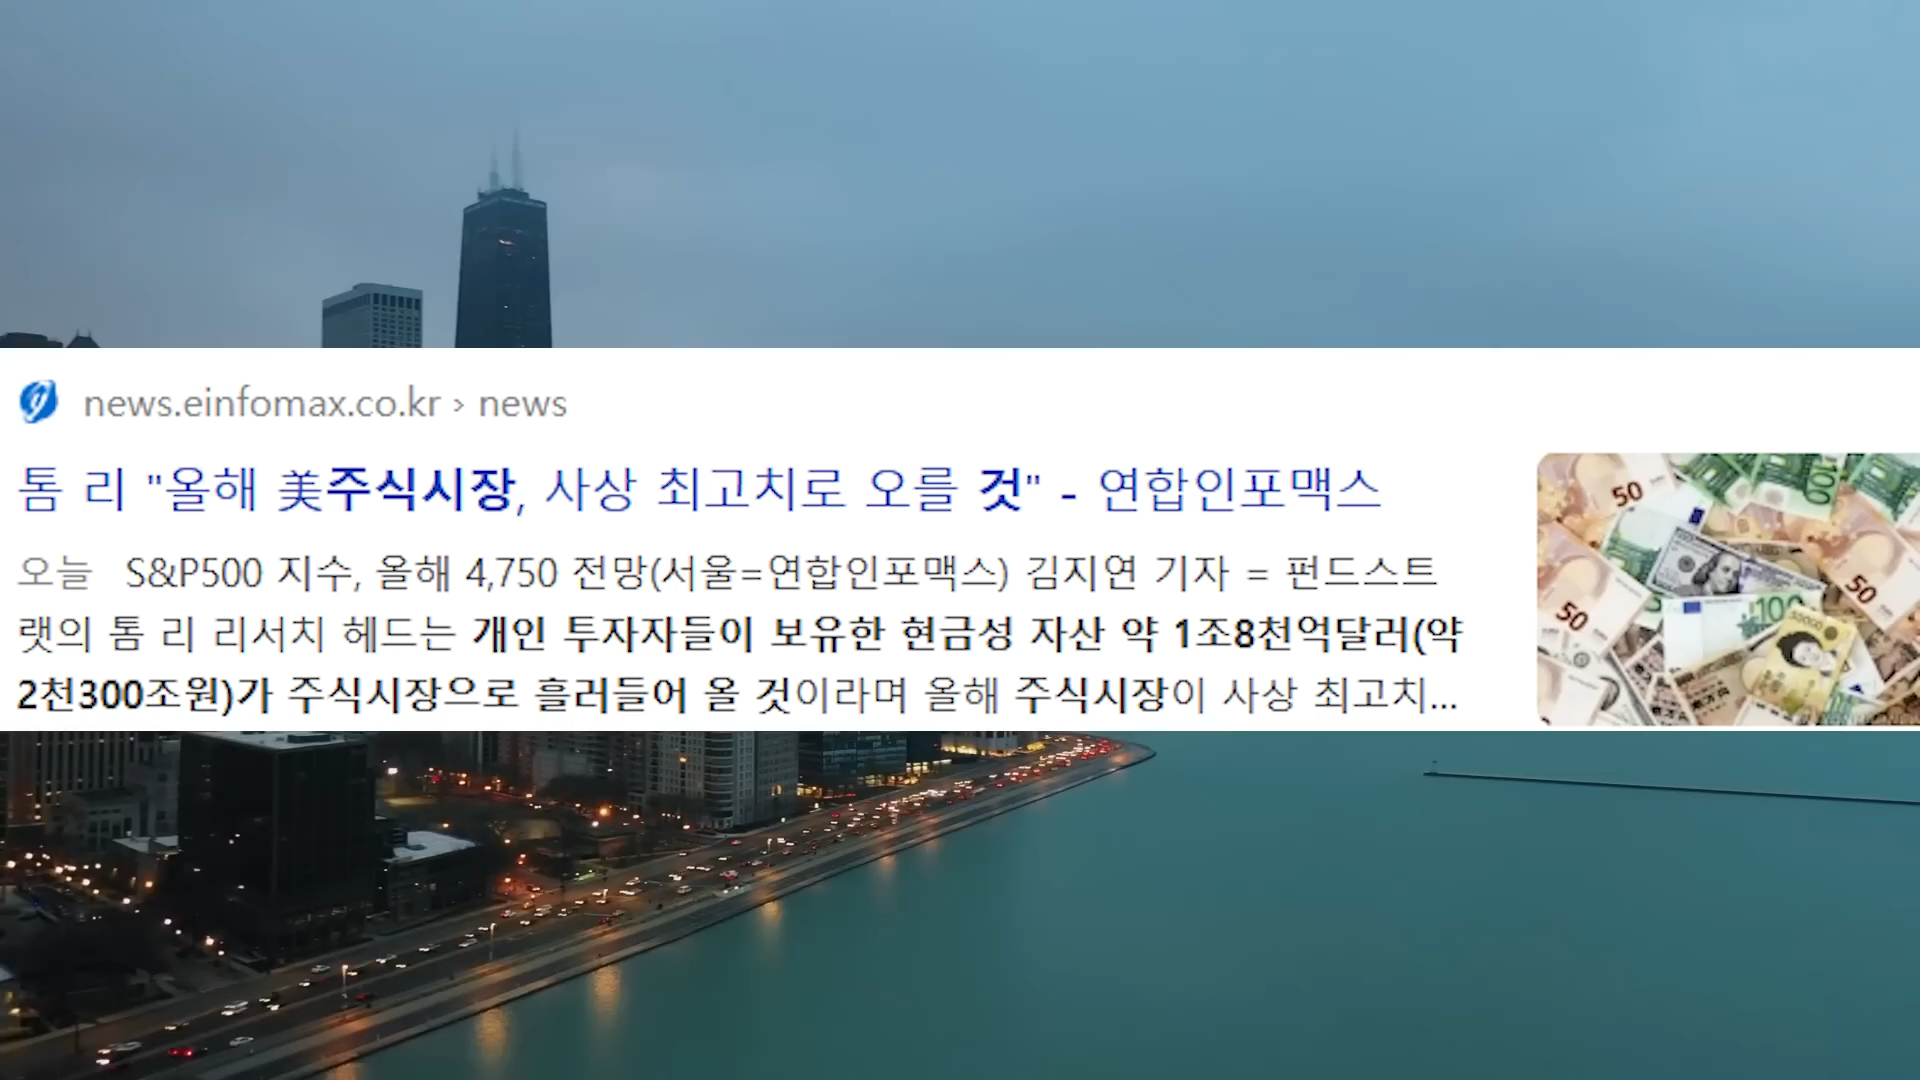 news.einfomax.co.kr › news
톰 리 "올해 美주식시장, 사상 최고치로 오를 것" - 연합인포맥스
오늘 S&P500 지수, 올해 4,750 전망(서울=연합인포맥스) 김지연 기자 = 펀드스트
랫의 톰 리 리서치 헤드는 개인 투자자들이 보유한 현금성 자산 약 1조8천억달러(약
2천300조원)가 주식시장으로 흘러들어 올 것이라며 올해 주식시장이 사상 최고치...
50
100
50
50
100
50000